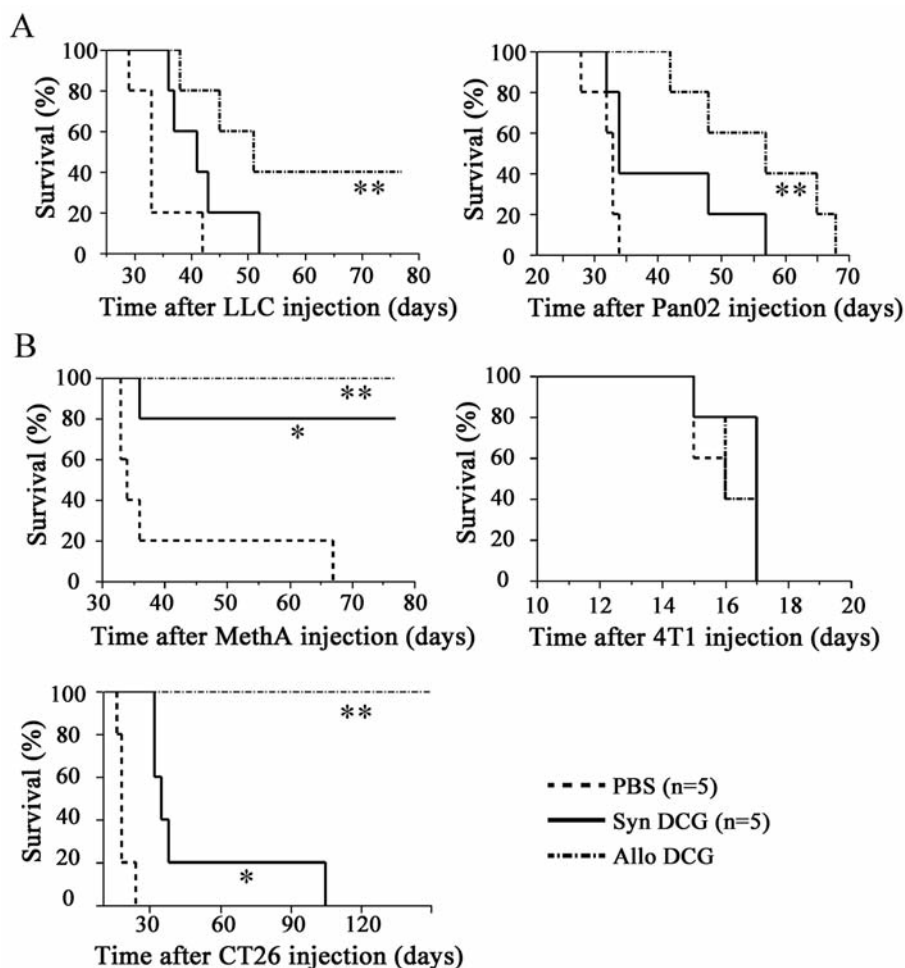 A
Survival (%)
100
80
60
40
20
0
**
30 40 50 60 70 80
Time after LLC injection (days)
Survival (%)
100
80
60
40
20
0
**
20 30 40 50 60 70
Time after Pan02 injection (days)
B
Survival (%)
100
80
60
40
20
0
**
*
30 40 50 60 70 80
Time after MethA injection (days)
Survival (%)
100
80
60
40
20
0
10 12 14 16 18 20
Time after 4T1 injection (days)
Survival (%)
100
80
60
40
20
0
**
*
30 60 90 120
Time after CT26 injection (days)
PBS (n=5)
Syn DCG (n=5)
Allo DCG